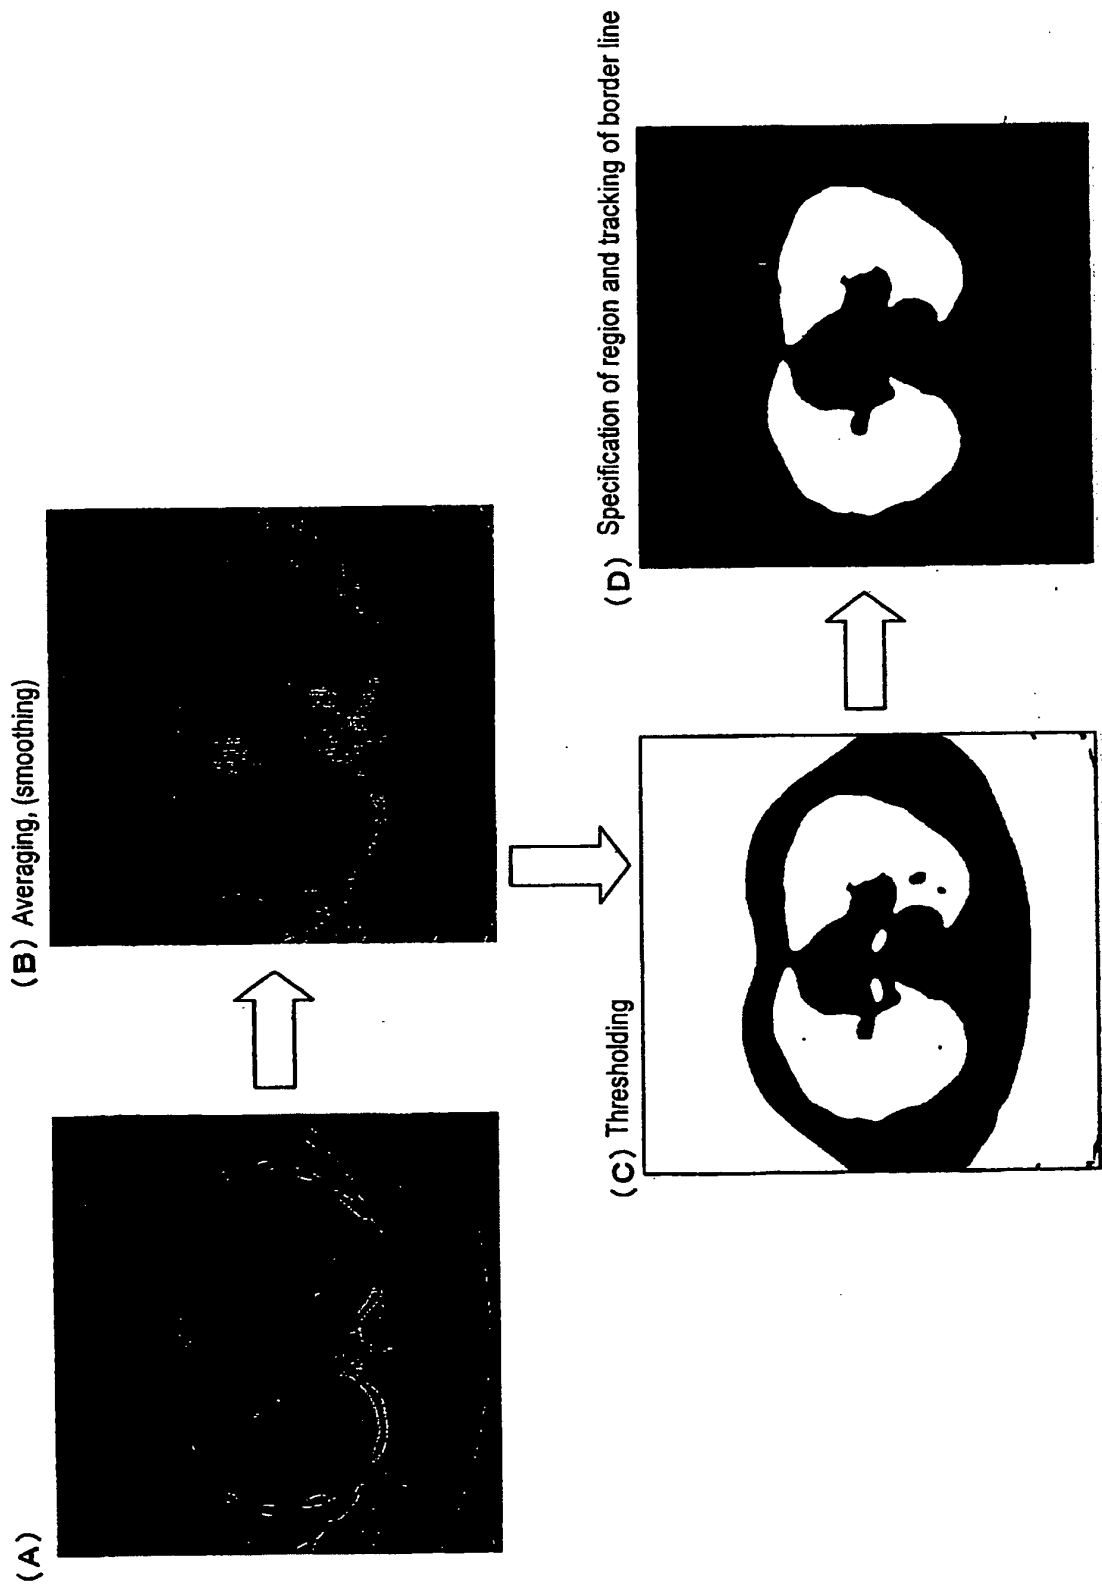 (A)
(B) Averaging, (smoothing)
(C) Thresholding
(D) Specification of region and tracking of border line